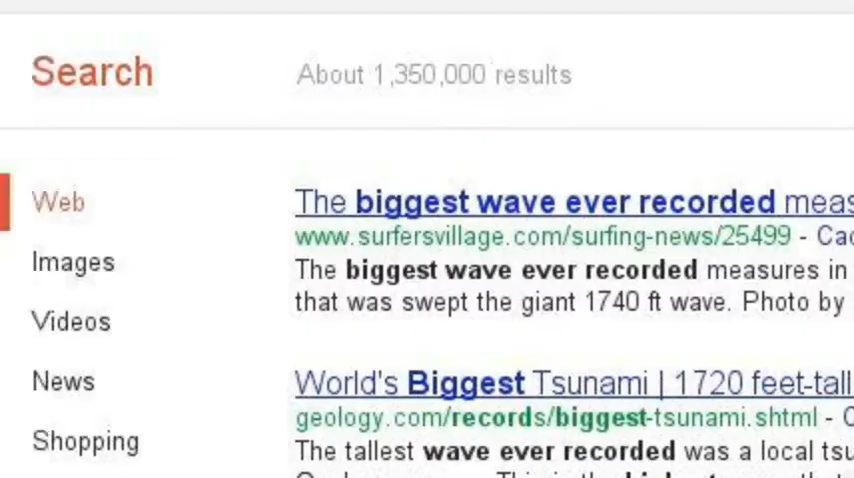 Search
About 1,350,000 results
Web
Images
Videos
News
Shopping
The biggest wave ever recorded meas
www.surfersvillage.com/surfing-news/25499 - Cac
The biggest wave ever recorded measures in
that was swept the giant 1740 ft wave. Photo by
World's Biggest Tsunami | 1720 feet-tall
geology.com/records/biggest-tsunami.shtml - C
The tallest wave ever recorded was a local tsu